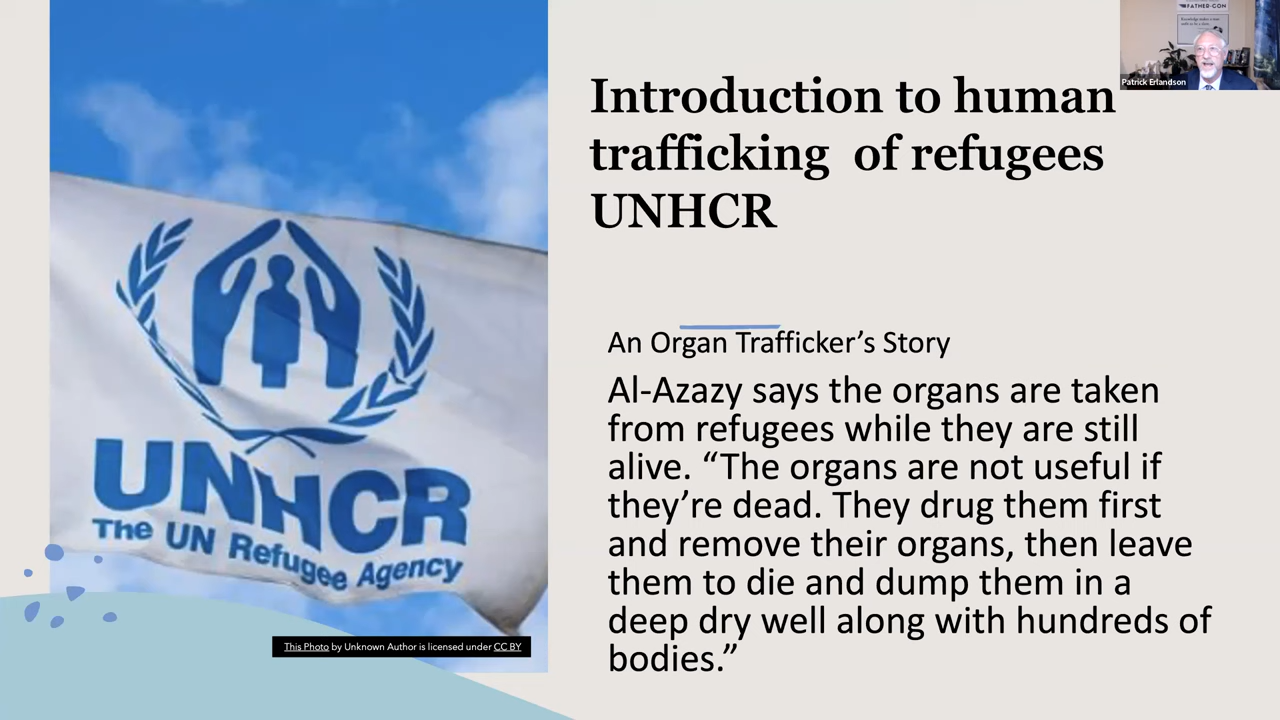 FATHER-CON
Patrick Erlandson
Introduction to human
trafficking of refugees
UNHCR
An Organ Trafficker’s Story
Al-Azazy says the organs are taken
from refugees while they are still
alive. “The organs are not useful if
they’re dead. They drug them first
and remove their organs, then leave
them to die and dump them in a
deep dry well along with hundreds of
bodies.”
UNHCR
The UN Refugee Agency
This Photo by Unknown Author is licensed under CC BY